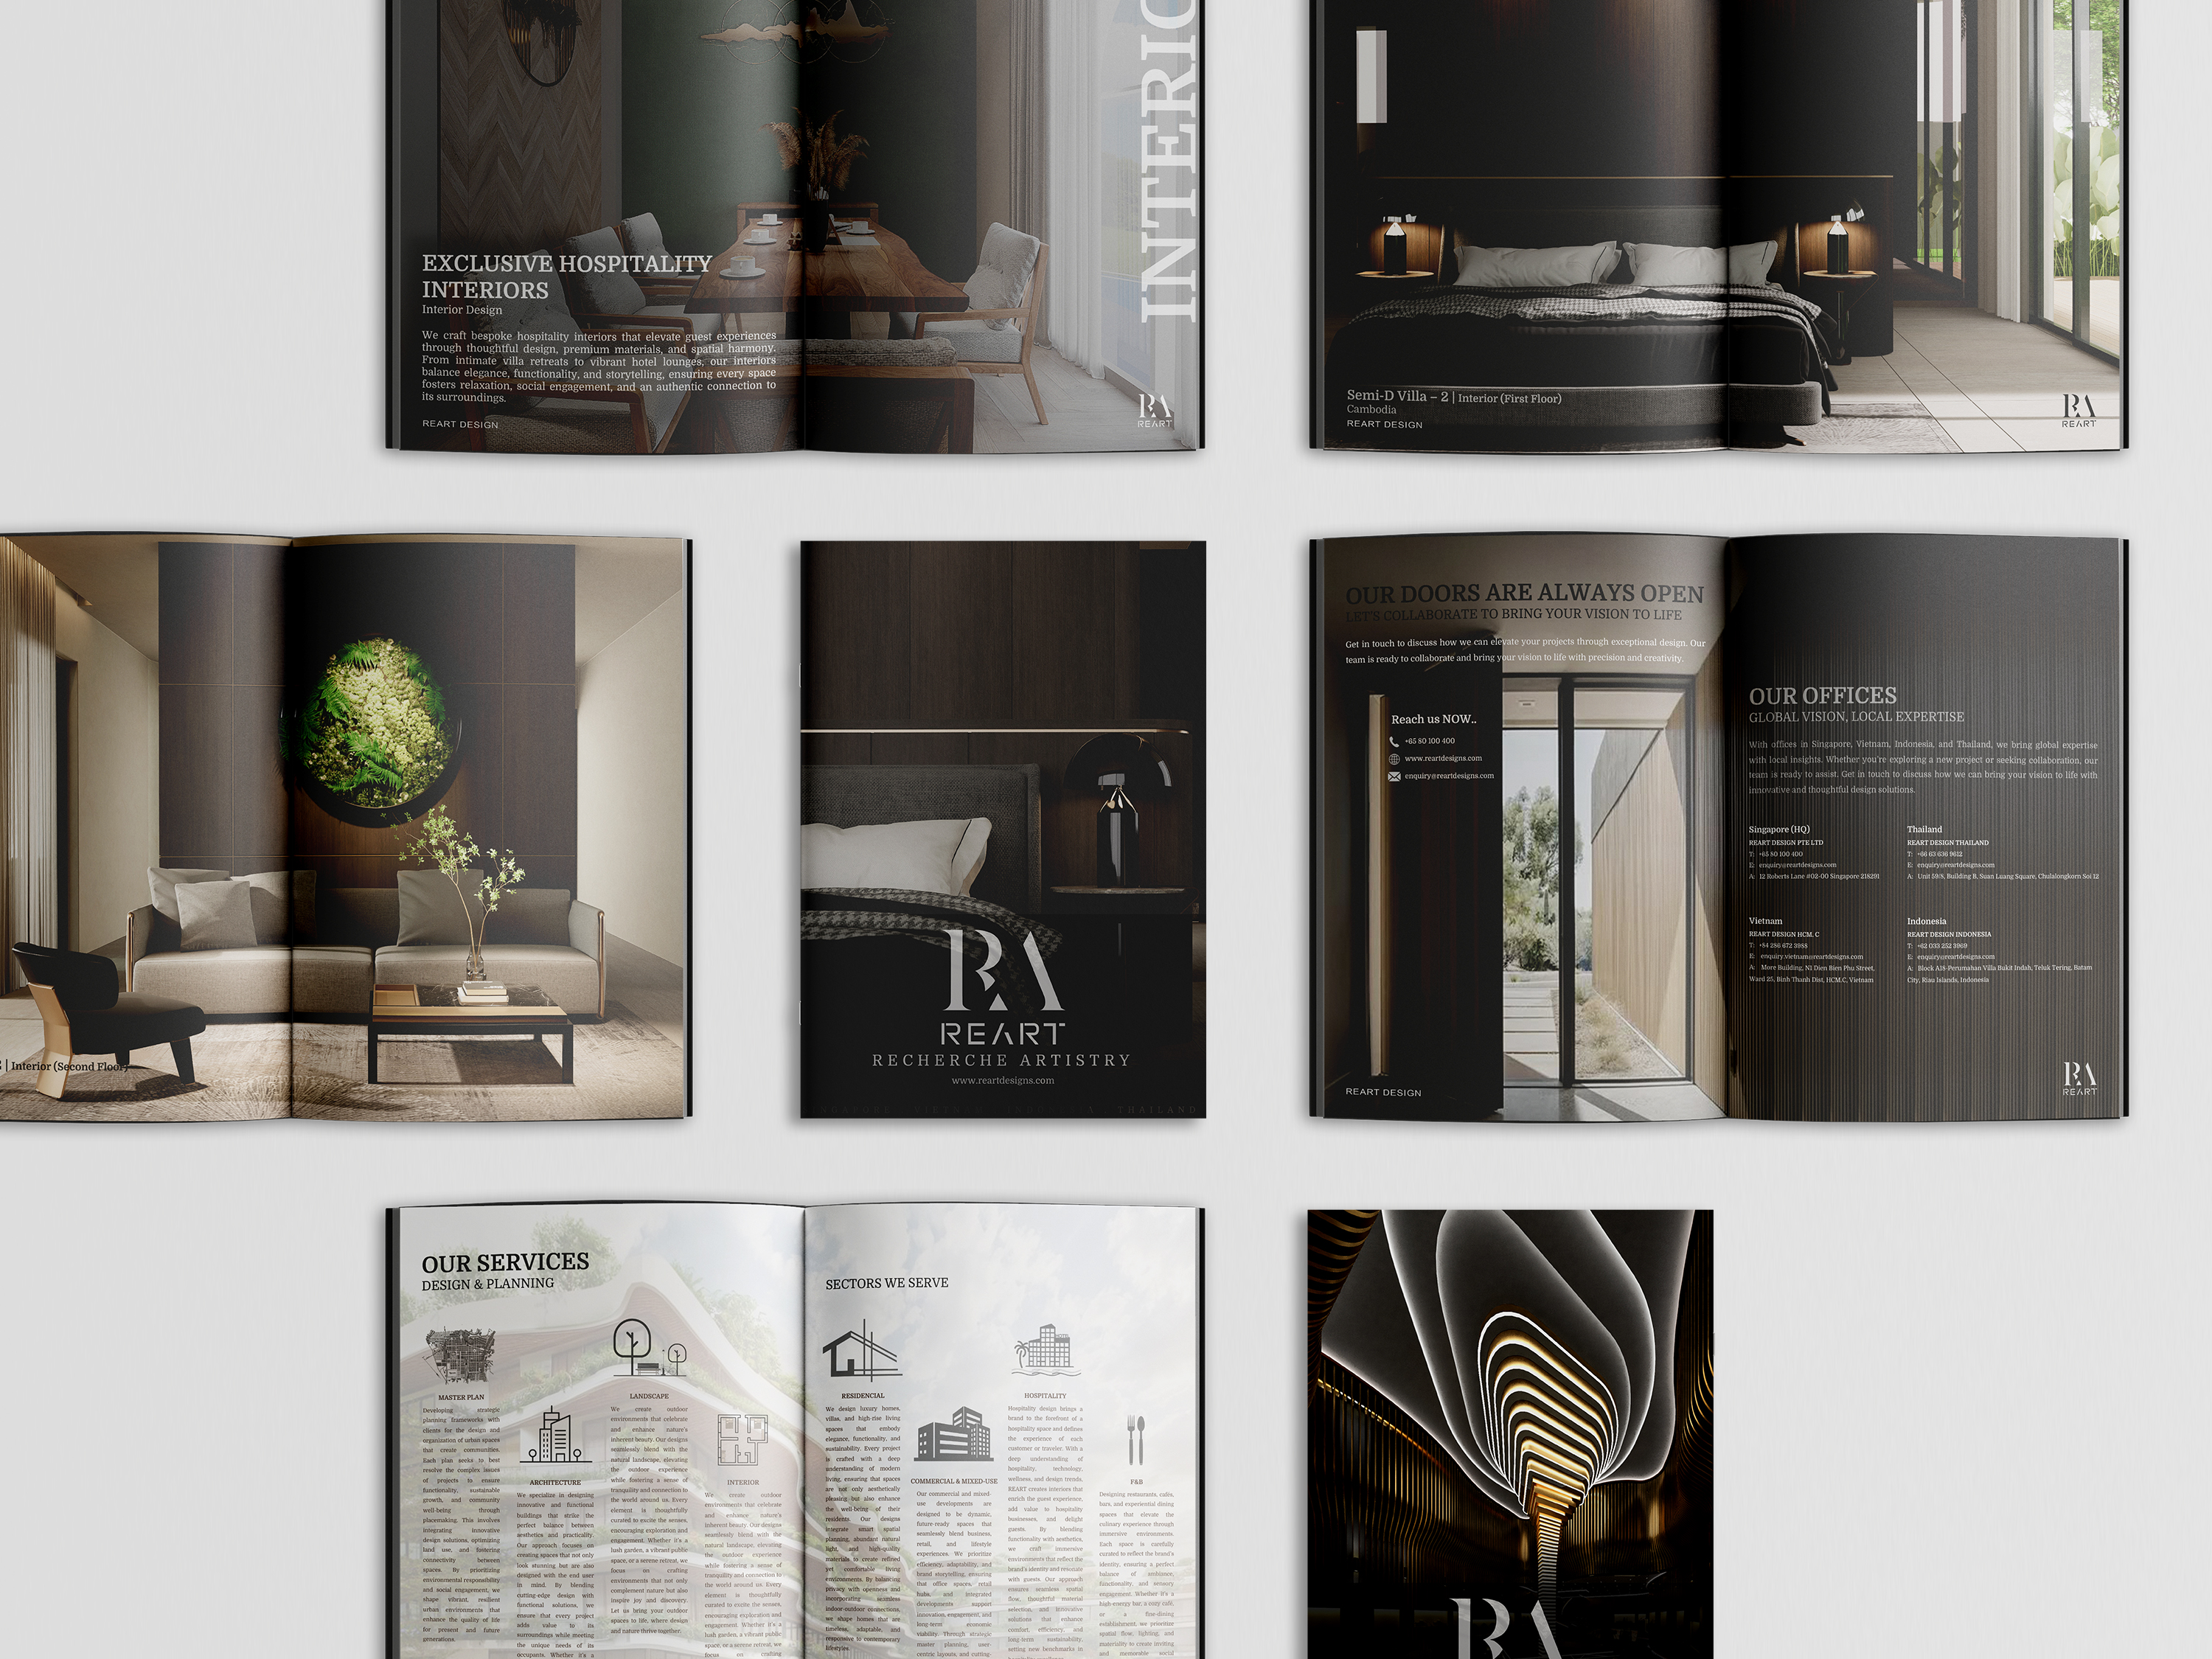 EXCLUSIVE HOSPITALITY
INTERIORS
Interior Design
We craft bespoke hospitality interiors that elevate guest experiences
through thoughtful design, premium materials, and spatial harmony.
From intimate villa retreats to vibrant hotel lounges, our interiors
balance elegance, functionality, and storytelling, ensuring every space
fosters relaxation, social engagement, and an authentic connection to
its surroundings.
REART DESIGN
INTERIO
RA
REART
Semi-D Villa – 2 | Interior (First Floor)
Cambodia
REART DESIGN
RA
REART
| Interior (Second Floor)
RA
REART
RECHERCHE ARTISTRY
www.reartdesigns.com
THAILAND
OUR DOORS ARE ALWAYS OPEN
LET'S COLLABORATE TO BRING YOUR VISION TO LIFE
Get in touch to discuss how we can elevate your projects through exceptional design. Our
team is ready to collaborate and bring your vision to life with precision and creativity.
Reach us NOW..
+65 80 100 400
www.reartdesigns.com
enquiry@reartdesigns.com
REART DESIGN
OUR OFFICES
GLOBAL VISION, LOCAL EXPERTISE
With offices in Singapore, Vietnam, Indonesia, and Thailand, we bring global expertise
with local insights. Whether you're exploring a new project or seeking collaboration, our
team is ready to assist. Get in touch to discuss how we can bring your vision to life with
innovative and thoughtful design solutions.
Singapore (HQ)
REART DESIGN PTE LTD
T: +65 80 100 400
E: enquiry@reartdesigns.com
A: 12 Roberts Lane #02-00 Singapore 218291
Thailand
REART DESIGN THAILAND
T: +66 63 636 9612
E: enquiry@reartdesigns.com
A: Unit 59/8, Building B, Suan Luang Square, Chulalongkorn Soi 12
Vietnam
REART DESIGN HCM. C
T: +84 286 672 3988
E: enquiry.vietnam@reartdesigns.com
A: More Building, N1 Dien Bien Phu Street,
Ward 25, Binh Thanh Dist, HCM.C, Vietnam
Indonesia
REART DESIGN INDONESIA
T: +62 033 252 3969
E: enquiry@reartdesigns.com
A: Block A18-Perumahan Villa Bukit Indah, Teluk Tering, Batam
City, Riau Islands, Indonesia
RA
REART
OUR SERVICES
DESIGN & PLANNING
MASTER PLAN
Developing strategic
planning frameworks with
clients for the design and
organization of urban spaces
that create communities.
Each plan seeks to best
resolve the complex issues
of projects to ensure
functionality, sustainable
growth, and community
well-being through
placemaking. This involves
integrating innovative
design solutions, optimizing
land use, and fostering
connectivity between
spaces. By prioritizing
environmental responsibility
and social engagement, we
shape vibrant, resilient
urban environments that
enhance the quality of life
for present and future
generations.
ARCHITECTURE
We specialize in designing
innovative and functional
buildings that strike the
perfect balance between
aesthetics and practicality.
Our approach focuses on
creating spaces that not only
look stunning but are also
designed with the end user
in mind. By blending
cutting-edge design with
functional solutions, we
ensure that every project
adds value to its
surroundings while meeting
the unique needs of its
occupants. Whether it's a
LANDSCAPE
We create outdoor
environments that celebrate
and enhance nature's
inherent beauty. Our designs
seamlessly blend with the
natural landscape, elevating
the outdoor experience
while fostering a sense of
tranquility and connection to
the world around us. Every
element is thoughtfully
curated to excite the senses,
encouraging exploration and
engagement. Whether it's a
lush garden, a vibrant public
space, or a serene retreat, we
focus on crafting
environments that not only
complement nature but also
inspire joy and discovery.
Let us bring your outdoor
spaces to life, where design
and nature thrive together.
INTERIOR
We create outdoor
environments that celebrate
and enhance nature's
inherent beauty. Our designs
seamlessly blend with the
natural landscape, elevating
the outdoor experience
while fostering a sense of
tranquility and connection to
the world around us. Every
element is thoughtfully
curated to excite the senses,
encouraging exploration and
engagement. Whether it's a
lush garden, a vibrant public
space, or a serene retreat, we
focus on crafting
SECTORS WE SERVE
RESIDENCIAL
We design luxury homes,
villas, and high-rise living
spaces that embody
elegance, functionality, and
sustainability. Every project
is crafted with a deep
understanding of modern
living, ensuring that spaces
are not only aesthetically
pleasing but also enhance
the well-being of their
residents. Our designs
integrate smart spatial
planning, abundant natural
light, and high-quality
materials to create refined
yet comfortable living
environments. By balancing
privacy with openness and
incorporating seamless
indoor-outdoor connections,
we shape homes that are
timeless, adaptable, and
responsive to contemporary
lifestyles.
COMMERCIAL & MIXED-USE
Our commercial and mixed-
use developments are
designed to be dynamic,
future-ready spaces that
seamlessly blend business,
retail, and lifestyle
experiences. We prioritize
efficiency, adaptability, and
brand storytelling, ensuring
that office spaces, retail
hubs, and integrated
developments support
innovation, engagement, and
long-term economic
viability. Through strategic
master planning, user-
centric layouts, and cutting-
HOTEL
HOSPITALITY
Hospitality design brings a
brand to the forefront of a
hospitality space and defines
the experience of each
customer or traveler. With a
deep understanding of
hospitality, technology,
wellness, and design trends,
REART creates interiors that
enrich the guest experience,
add value to hospitality
businesses, and delight
guests. By blending
functionality with aesthetics,
we craft immersive
environments that reflect the
brand's identity and resonate
with guests. Our approach
ensures seamless spatial
flow, thoughtful material
selection, and innovative
solutions that enhance
comfort, efficiency, and
long-term sustainability,
setting new benchmarks in
F&B
Designing restaurants, cafes,
bars, and experiential dining
spaces that elevate the
culinary experience through
immersive environments.
Each space is carefully
curated to reflect the brand's
identity, ensuring a perfect
balance of ambiance,
functionality, and sensory
engagement. Whether it's a
high-energy bar, a cozy café,
or a fine-dining
establishment, we prioritize
spatial flow, lighting, and
materiality to create inviting
and memorable social
RA